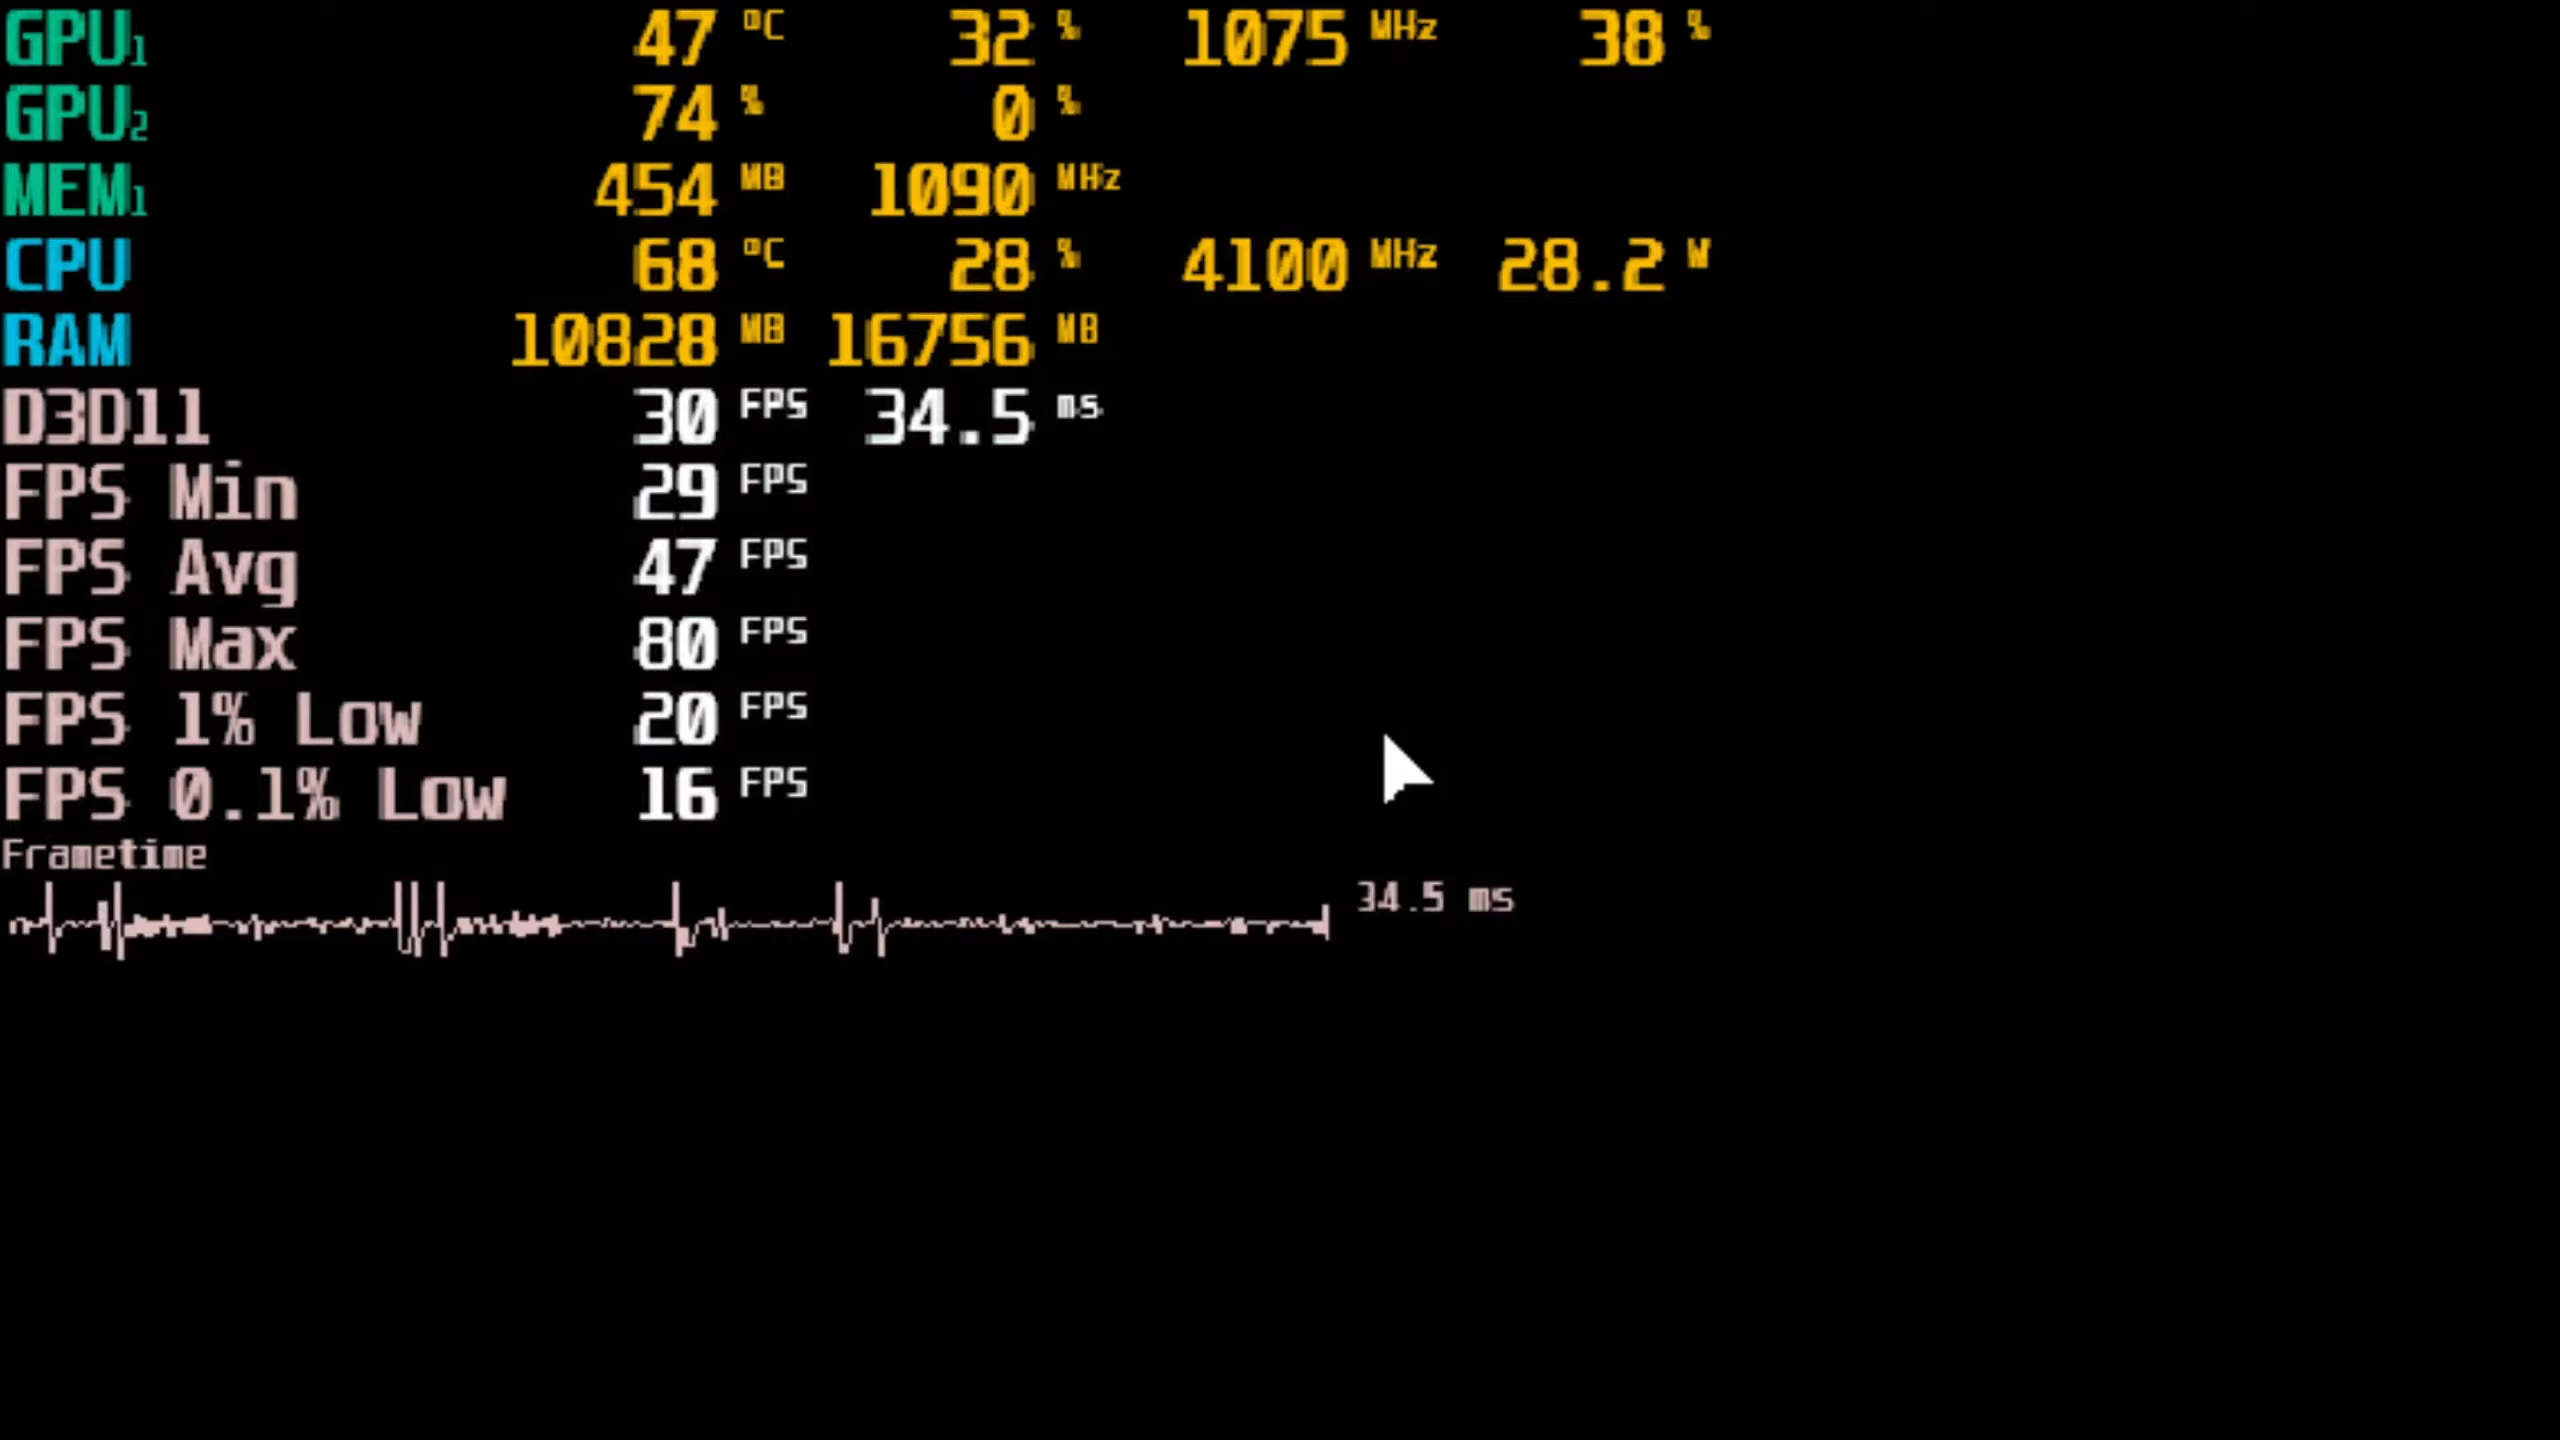 GPU1 47 °C 32 % 1075 MHz 38 %
GPU2 74 % 0 %
MEM1 454 MB 1090 MHz
CPU 68 °C 28 % 4100 MHz 28.2 W
RAM 10828 MB 16756 MB
D3D11 30 FPS 34.5 ms
FPS Min 29 FPS
FPS Avg 47 FPS
FPS Max 80 FPS
FPS 1% Low 20 FPS
FPS 0.1% Low 16 FPS
Frametime
34.5 ms